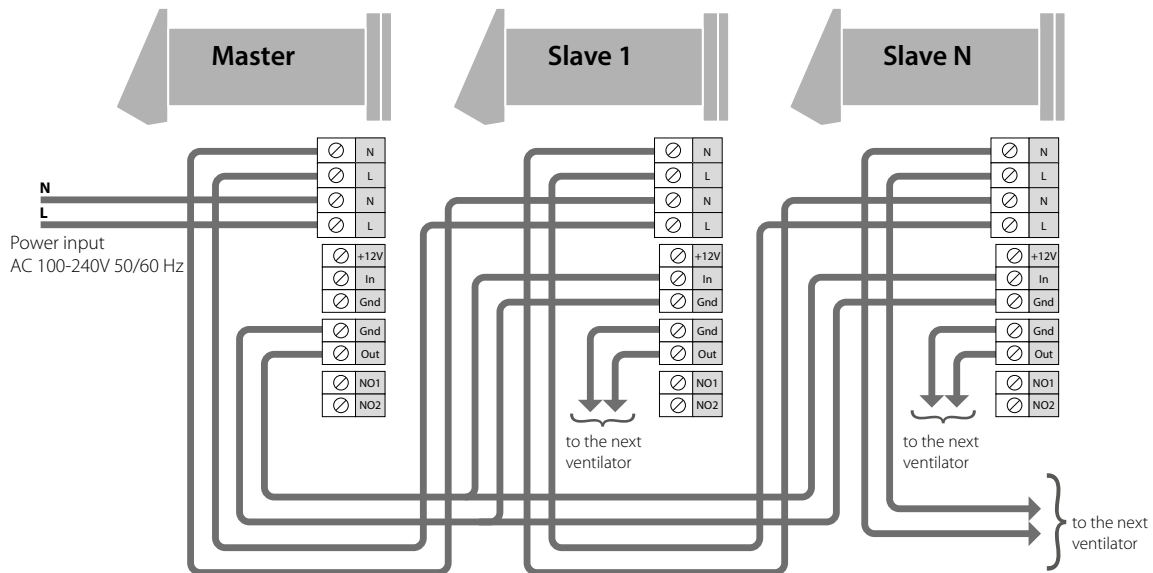 Master
Slave 1
Slave N
N
L
Power input
AC 100-240V 50/60 Hz
N
L
N
L
+12V
In
Gnd
Gnd
Out
NO1
NO2
N
L
N
L
+12V
In
Gnd
Gnd
Out
NO1
NO2
to the next
ventilator
N
L
N
L
+12V
In
Gnd
Gnd
Out
NO1
NO2
to the next
ventilator
to the next
ventilator